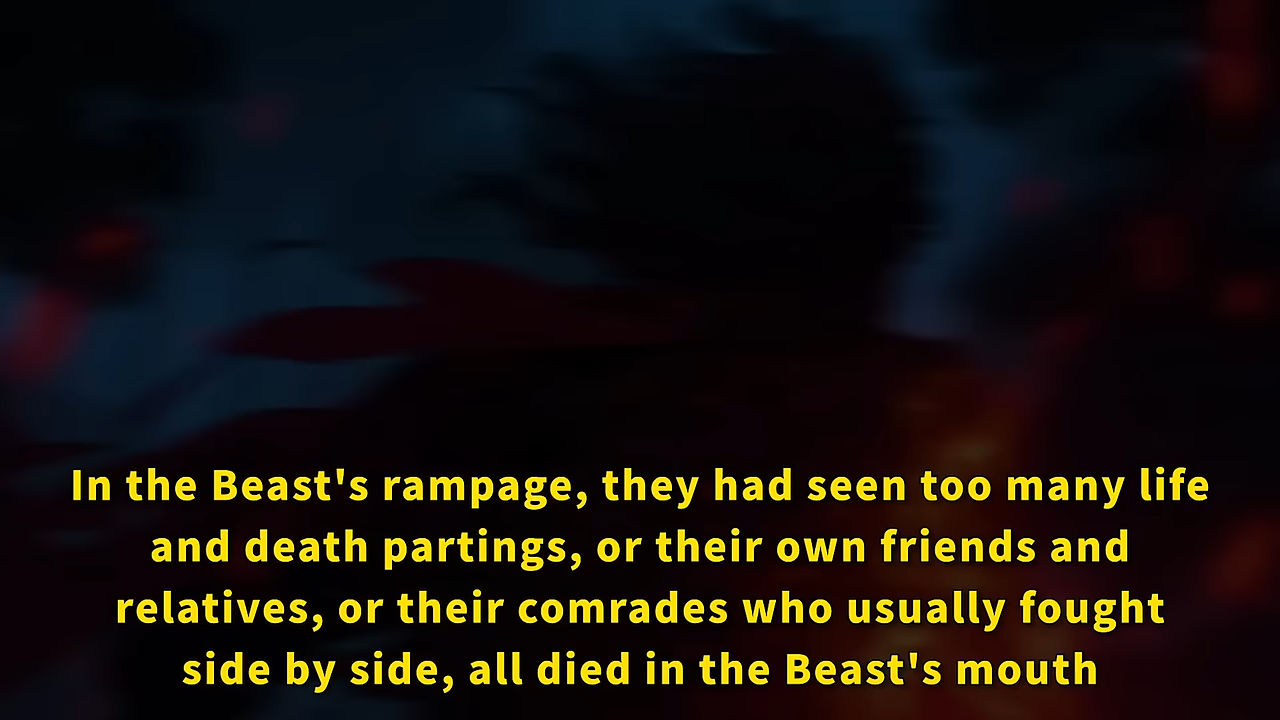 In the Beast's rampage, they had seen too many life
and death partings, or their own friends and
relatives, or their comrades who usually fought
side by side, all died in the Beast's mouth